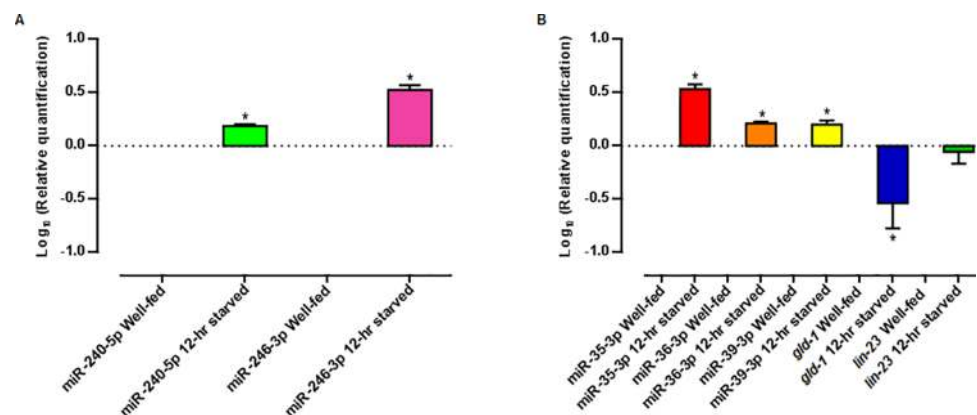 A
Log₁₀ (Relative quantification)
1.0
0.5
0.0
-0.5
-1.0
*
*
miR-240-5p Well-fed
miR-240-5p 12-hr starved
miR-246-3p Well-fed
miR-246-3p 12-hr starved
B
Log₁₀ (Relative quantification)
1.0
0.5
0.0
-0.5
-1.0
*
*
*
*
miR-35-3p Well-fed
miR-35-3p 12-hr starved
miR-36-3p Well-fed
miR-36-3p 12-hr starved
miR-39-3p Well-fed
miR-39-3p 12-hr starved
gld-1 Well-fed
gld-1 12-hr starved
lin-23 Well-fed
lin-23 12-hr starved